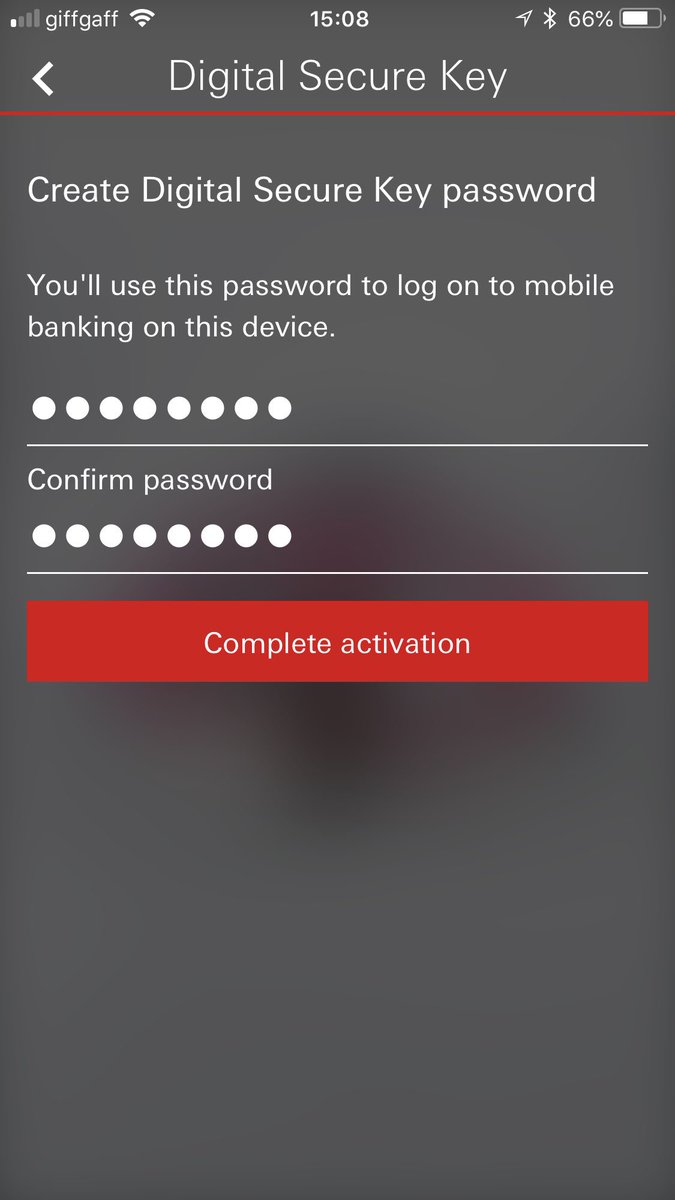 giffgaff 15:08 66%
Digital Secure Key
Create Digital Secure Key password
You'll use this password to log on to mobile
banking on this device.
●●●●●●●●
Confirm password
●●●●●●●●
Complete activation